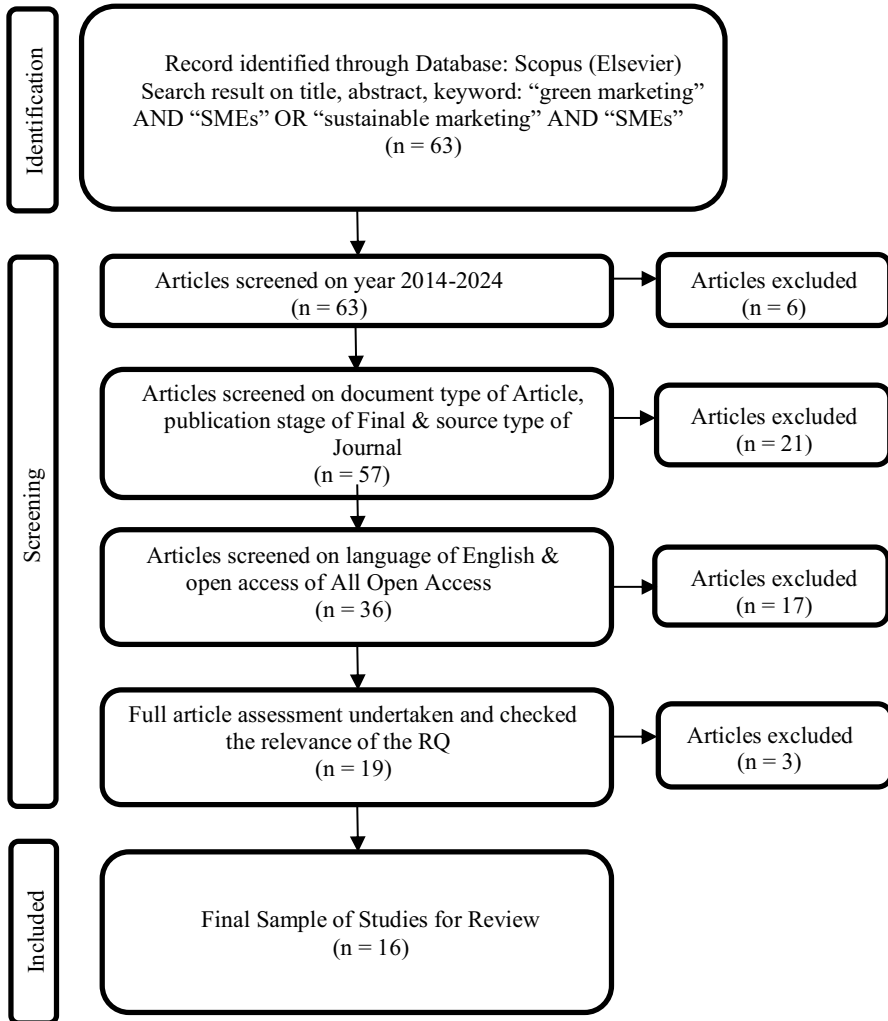 Identification
Record identified through Database: Scopus (Elsevier)
Search result on title, abstract, keyword: “green marketing”
AND “SMEs” OR “sustainable marketing” AND “SMEs”
(n = 63)
Screening
Articles screened on year 2014-2024
(n = 63)
Articles excluded
(n = 6)
Articles screened on document type of Article,
publication stage of Final & source type of
Journal
(n = 57)
Articles excluded
(n = 21)
Articles screened on language of English &
open access of All Open Access
(n = 36)
Articles excluded
(n = 17)
Full article assessment undertaken and checked
the relevance of the RQ
(n = 19)
Articles excluded
(n = 3)
Included
Final Sample of Studies for Review
(n = 16)